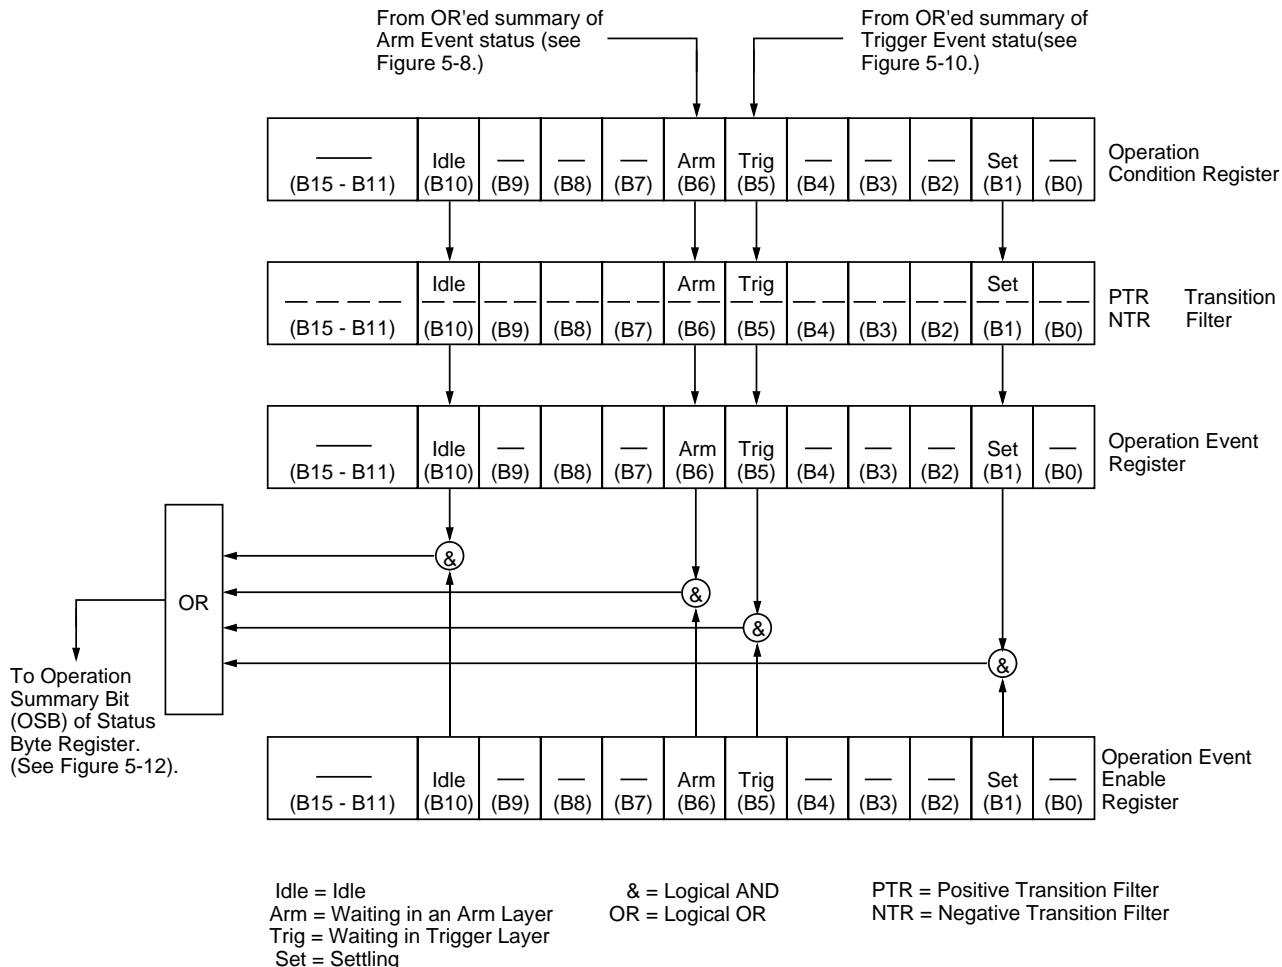 From OR'ed summary of
Arm Event status (see
Figure 5-8.)
From OR'ed summary of
Trigger Event statu(see
Figure 5-10.)
Idle Arm Trig Set
(B15 - B11) (B10) (B9) (B8) (B7) (B6) (B5) (B4) (B3) (B2) (B1) (B0)
Operation
Condition Register
Idle Arm Trig Set
(B15 - B11) (B10) (B9) (B8) (B7) (B6) (B5) (B4) (B3) (B2) (B1) (B0)
PTR Transition
NTR Filter
Idle Arm Trig Set
(B15 - B11) (B10) (B9) (B8) (B7) (B6) (B5) (B4) (B3) (B2) (B1) (B0)
Operation Event
Register
&
&
&
&
OR
To Operation
Summary Bit
(OSB) of Status
Byte Register.
(See Figure 5-12).
Idle Arm Trig Set
(B15 - B11) (B10) (B9) (B8) (B7) (B6) (B5) (B4) (B3) (B2) (B1) (B0)
Operation Event
Enable
Register
Idle = Idle
Arm = Waiting in an Arm Layer
Trig = Waiting in Trigger Layer
Set = Settling
& = Logical AND
OR = Logical OR
PTR = Positive Transition Filter
NTR = Negative Transition Filter